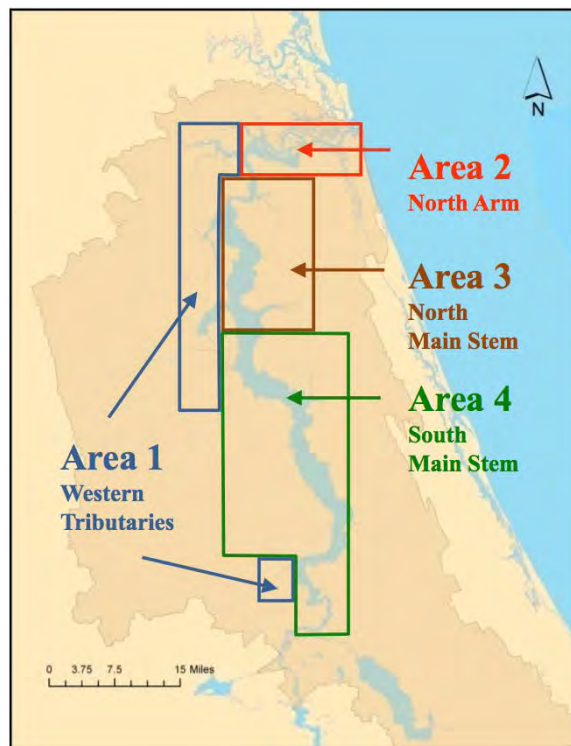 N
Area 2
North Arm
Area 3
North
Main Stem
Area 4
South
Main Stem
Area 1
Western
Tributaries
0 3.75 7.5 15 Miles